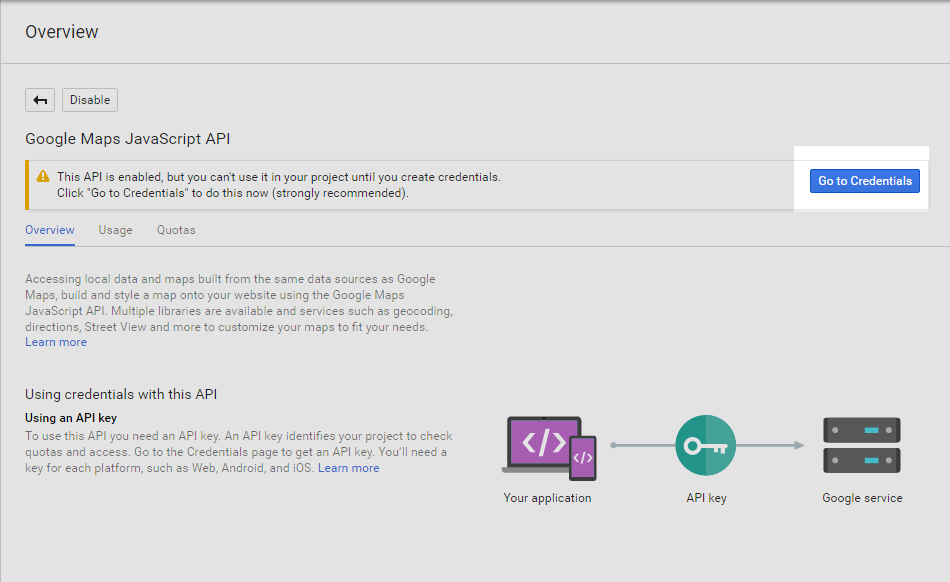 Overview
Disable
Google Maps JavaScript API
This API is enabled, but you can't use it in your project until you create credentials.
Click "Go to Credentials" to do this now (strongly recommended).
Go to Credentials
Overview Usage Quotas
Accessing local data and maps built from the same data sources as Google
Maps, build and style a map onto your website using the Google Maps
JavaScript API. Multiple libraries are available and services such as geocoding,
directions, Street View and more to customize your maps to fit your needs.
Learn more
Using credentials with this API
Using an API key
To use this API you need an API key. An API key identifies your project to check
quotas and access. Go to the Credentials page to get an API key. You'll need a
key for each platform, such as Web, Android, and iOS. Learn more
</>
</>
Your application
API key
Google service